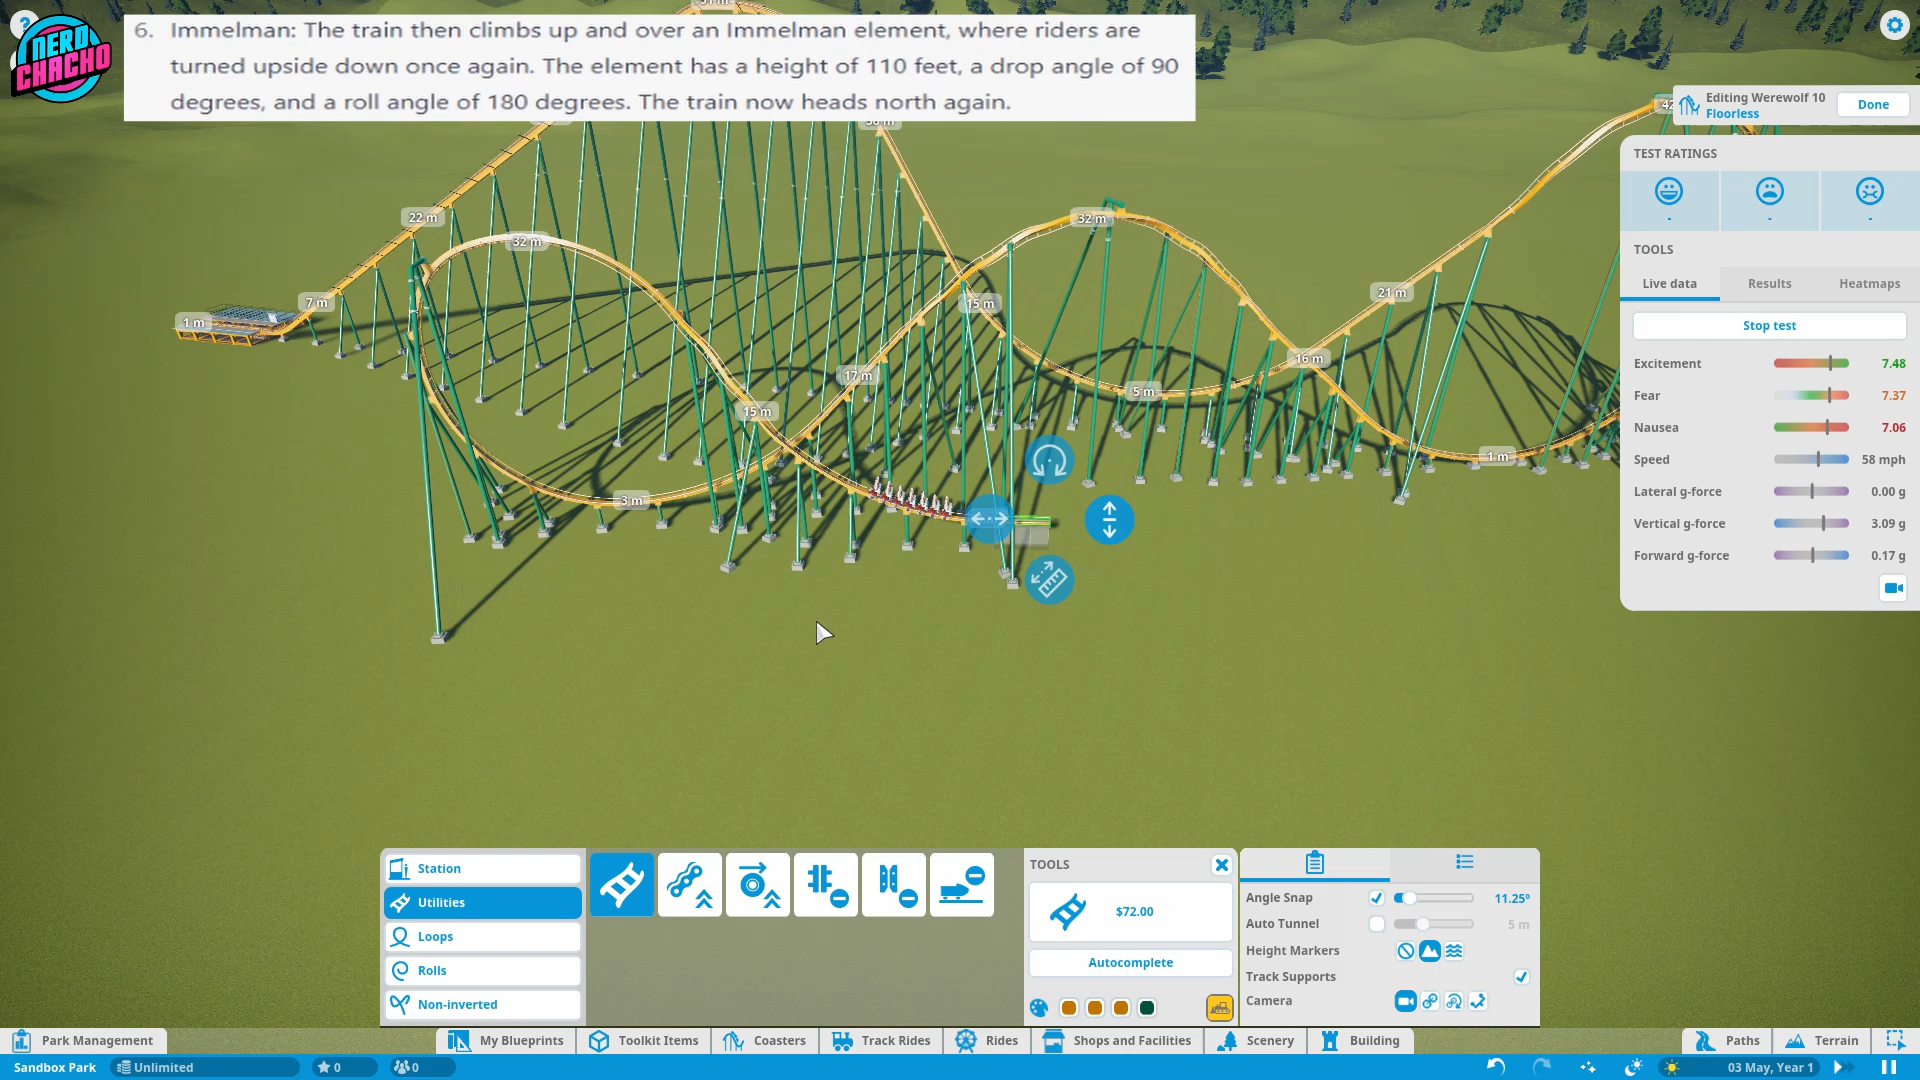 NERD
CHACHO
6. Immelman: The train then climbs up and over an Immelman element, where riders are
turned upside down once again. The element has a height of 110 feet, a drop angle of 90
degrees, and a roll angle of 180 degrees. The train now heads north again.
Editing Werewolf 10
Floorless
Done
TEST RATINGS
- - -
TOOLS
Live data Results Heatmaps
Stop test
Excitement 7.48
Fear 7.37
Nausea 7.06
Speed 58 mph
Lateral g-force 0.00 g
Vertical g-force 3.09 g
Forward g-force 0.17 g
22 m
32 m
32 m
7 m
1 m
15 m
21 m
16 m
17 m
5 m
15 m
1 m
3 m
Station
Utilities
Loops
Rolls
Non-inverted
TOOLS
$72.00
Autocomplete
Angle Snap 11.25°
Auto Tunnel 5 m
Height Markers
Track Supports
Camera
Park Management
My Blueprints
Toolkit Items
Coasters
Track Rides
Rides
Shops and Facilities
Scenery
Building
Paths
Terrain
Sandbox Park
Unlimited
0
0
03 May, Year 1